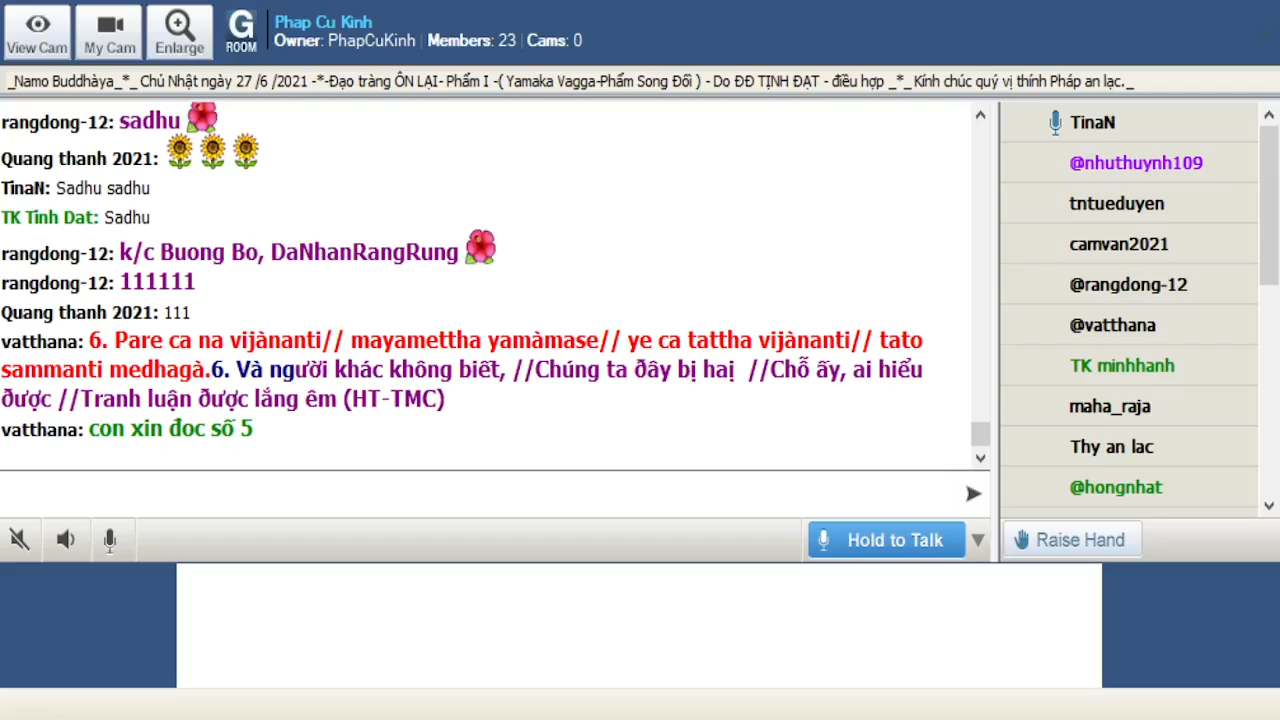 View Cam
My Cam
Enlarge
G
ROOM
Phap Cu Kinh
Owner: PhapCuKinh | Members: 23 | Cams: 0
_Namo Buddhàya_*_ Chủ Nhật ngày 27 /6 /2021 -*-Đạo tràng ÔN LẠI- Phẩm I -( Yamaka Vagga-Phẩm Song Đối ) - Do ĐĐ TỊNH ĐẠT - điều hợp _*_ Kính chúc quý vị thính Pháp an lạc._
rangdong-12: sadhu
Quang thanh 2021:
TinaN: Sadhu sadhu
TK Tinh Dat: Sadhu
rangdong-12: k/c Buong Bo, DaNhanRangRung
rangdong-12: 111111
Quang thanh 2021: 111
vatthana: 6. Pare ca na vijànanti// mayamettha yamàmase// ye ca tattha vijànanti// tato
sammanti medhagà.6. Và người khác không biết, //Chúng ta ðây bị haị //Chỗ ấy, ai hiểu
ðược //Tranh luận ðược lắng êm (HT-TMC)
vatthana: con xin đoc số 5
TinaN
@nhuthuynh109
tntueduyen
camvan2021
@rangdong-12
@vatthana
TK minhhanh
maha_raja
Thy an lac
@hongnhat
Hold to Talk
Raise Hand